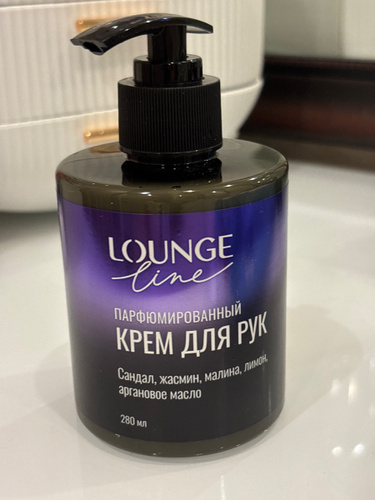 LOUNGE
line
ПАРФЮМИРОВАННЫЙ
КРЕМ ДЛЯ РУК
Сандал, жасмин, малина, лимон,
аргановое масло
280 мл